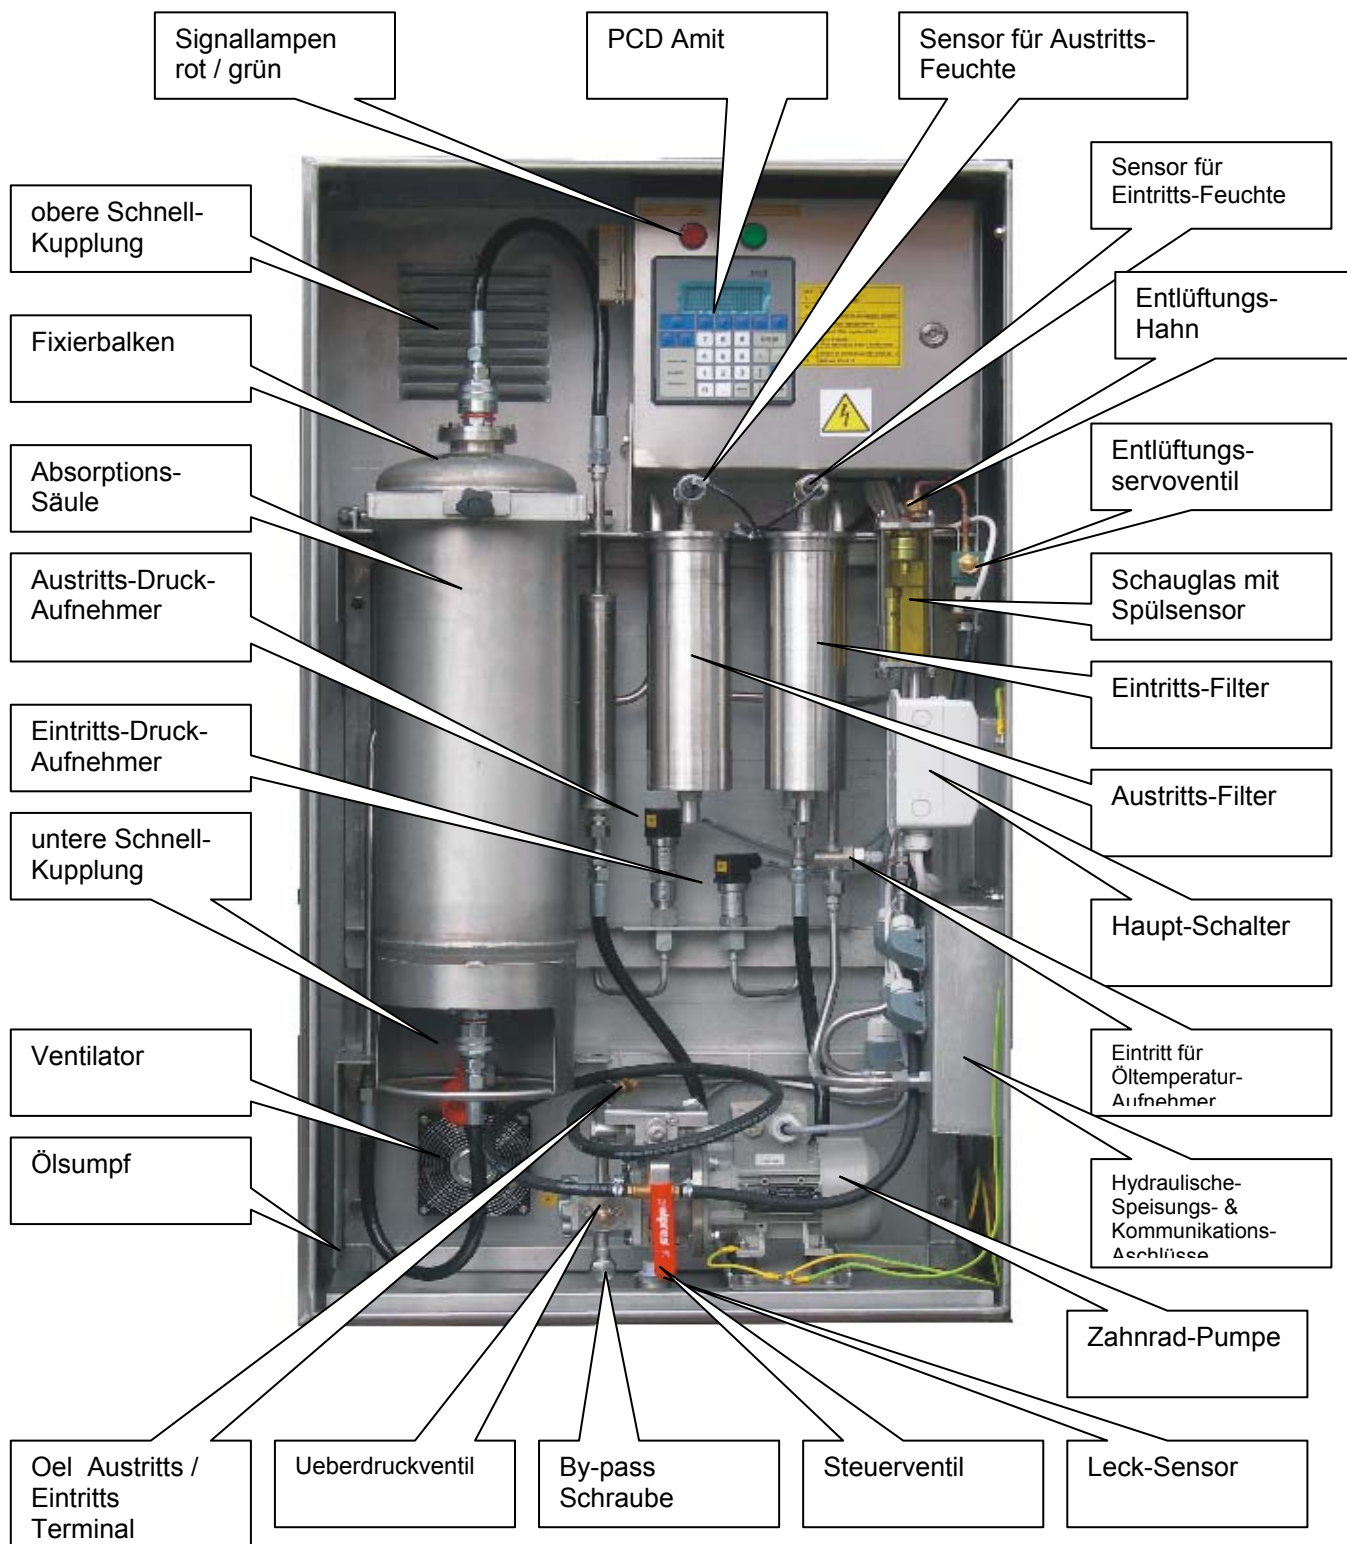 Signallampen
rot / grün
PCD Amit
Sensor für Austritts-
Feuchte
Sensor für
Eintritts-Feuchte
obere Schnell-
Kupplung
Entlüftungs-
Hahn
Fixierbalken
Entlüftungs-
servoventil
Absorptions-
Säule
Austritts-Druck-
Aufnehmer
Schauglas mit
Spülsensor
Eintritts-Filter
Eintritts-Druck-
Aufnehmer
Austritts-Filter
untere Schnell-
Kupplung
Haupt-Schalter
Ventilator
Eintritt für
Öltemperatur-
Aufnehmer
Ölsumpf
Hydraulische-
Speisungs- &
Kommunikations-
Aschlüsse
Zahnrad-Pumpe
Oel Austritts /
Eintritts
Terminal
Ueberdruckventil
By-pass
Schraube
Steuerventil
Leck-Sensor